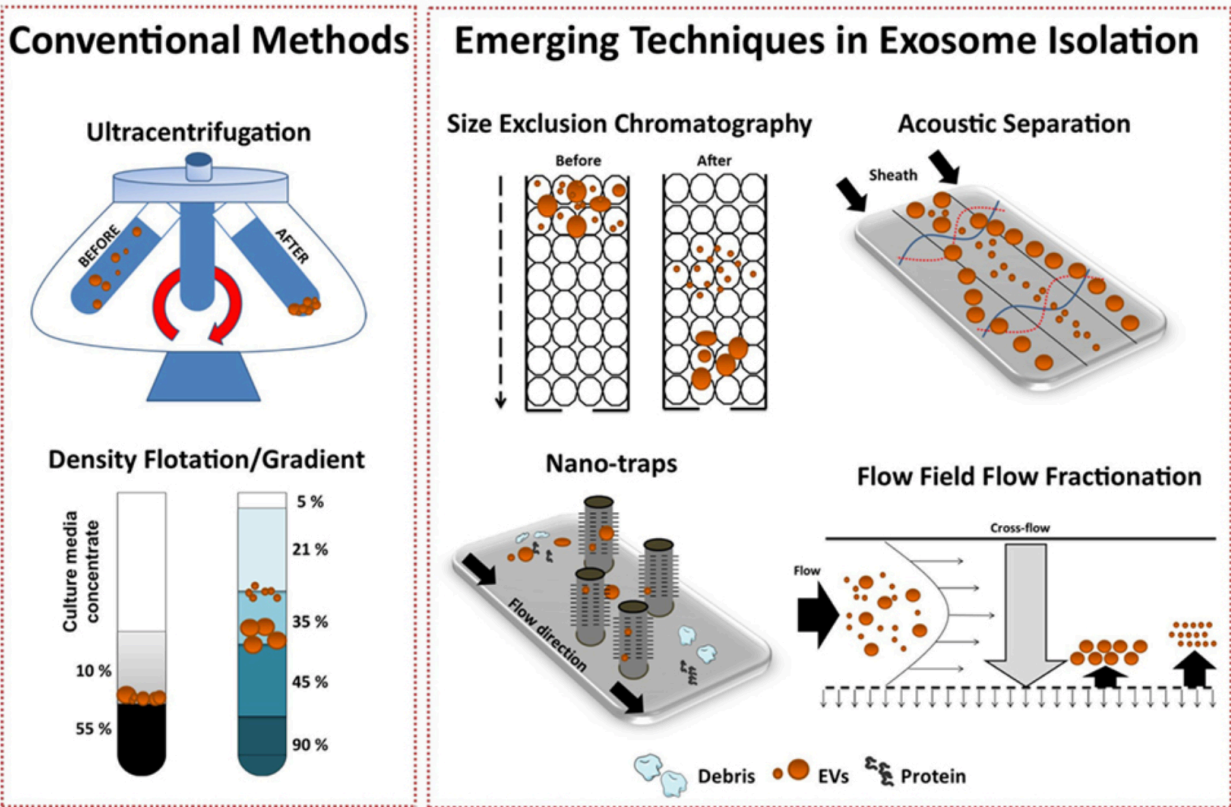 Conventional Methods
Ultracentrifugation
BEFORE
AFTER
Density Flotation/Gradient
Culture media
concentrate
10 %
55 %
5 %
21 %
35 %
45 %
90 %
Emerging Techniques in Exosome Isolation
Size Exclusion Chromatography
Before
After
Acoustic Separation
Sheath
Nano-traps
Flow direction
Flow Field Flow Fractionation
Cross-flow
Flow
Debris
EVs
Protein